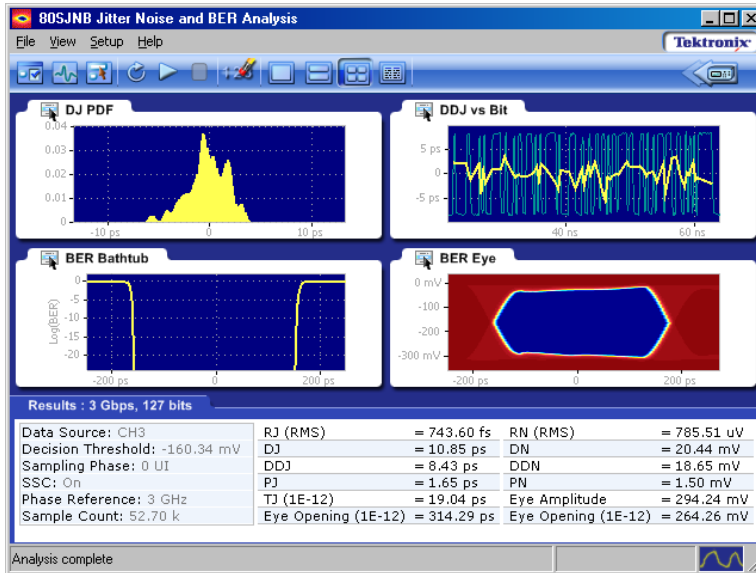 80SJNB Jitter Noise and BER Analysis
File View Setup Help
Tektronix
DJ PDF
0.04
0.03
0.02
0.01
0
-10 ps 0 10 ps
DDJ vs Bit
5 ps
-5 ps
40 ns 60 ns
BER Bathtub
Log(BER)
0
-5
-10
-15
-20
-200 ps 0 200 ps
BER Eye
0 mV
-100
-200
-300 mV
-200 ps 0 200 ps
Results : 3 Gbps, 127 bits
Data Source: CH3
Decision Threshold: -160.34 mV
Sampling Phase: 0 UI
SSC: On
Phase Reference: 3 GHz
Sample Count: 52.70 k
RJ (RMS) = 743.60 fs RN (RMS) = 785.51 uV
DJ = 10.85 ps DN = 20.44 mV
DDJ = 8.43 ps DDN = 18.65 mV
PJ = 1.65 ps PN = 1.50 mV
TJ (1E-12) = 19.04 ps Eye Amplitude = 294.24 mV
Eye Opening (1E-12) = 314.29 ps Eye Opening (1E-12) = 264.26 mV
Analysis complete